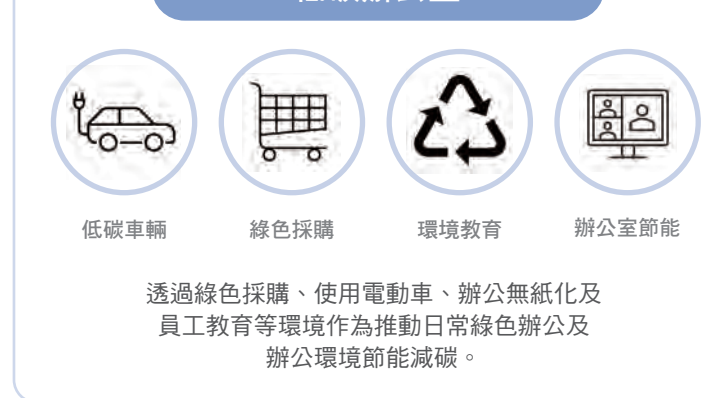 低碳車輛
綠色採購
環境教育
辦公室節能
透過綠色採購、使用電動車、辦公無紙化及
員工教育等環境作為推動日常綠色辦公及
辦公環境節能減碳。